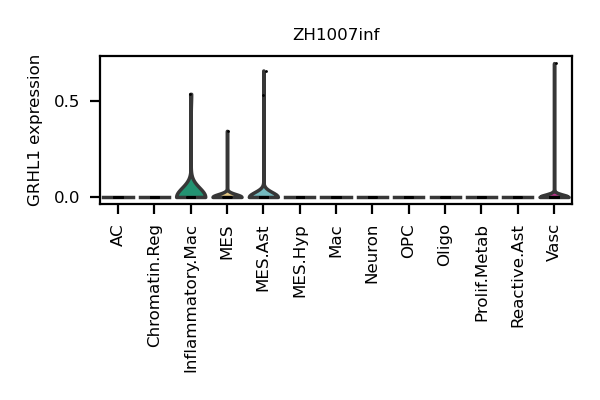 ZH1007inf
GRHL1 expression
0.5
0.0
AC
Chromatin.Reg
Inflammatory.Mac
MES
MES.Ast
MES.Hyp
Mac
Neuron
OPC
Oligo
Prolif.Metab
Reactive.Ast
Vasc